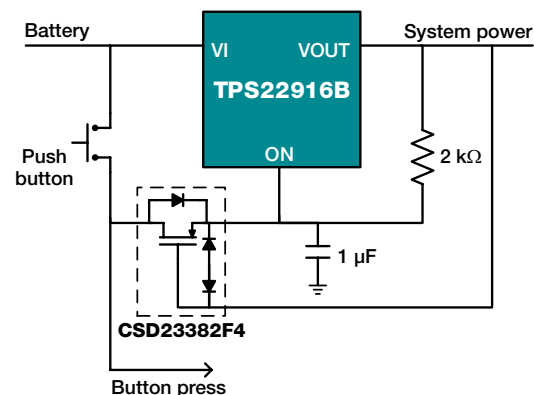 Battery
System power
VI
VOUT
TPS22916B
ON
Push
button
2 kΩ
1 µF
CSD23382F4
Button press